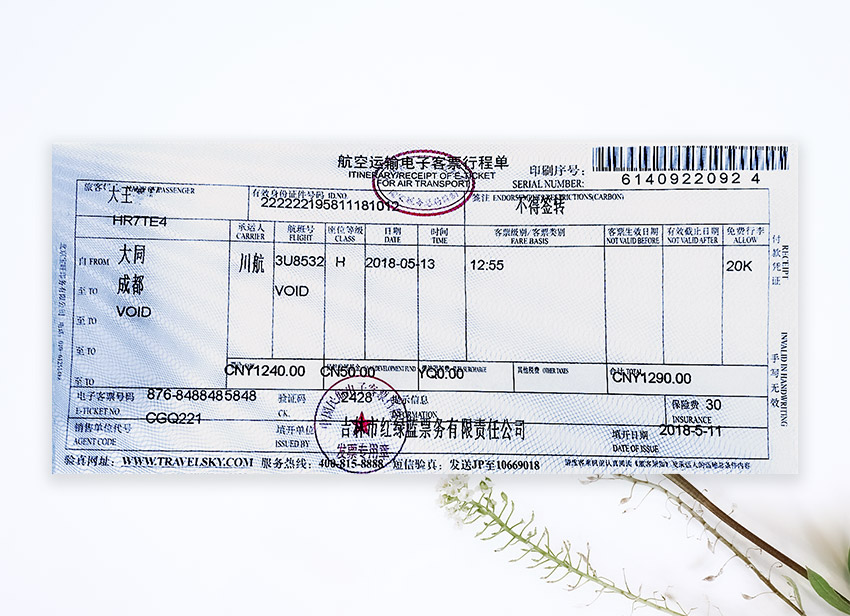 航空运输电子客票行程单
ITINERARY/RECEIPT OF E-TICKET
FOR AIR TRANSPORT
印刷序号:
SERIAL NUMBER:
6140922092 4
旅客 PASSENGER
大王
有效身份证件号码 ID.NO
222222195811181012
签注 ENDORSEMENTS/RESTRICTIONS(CARBON)
不得签转
HR7TE4
承运人 CARRIER
航班号 FLIGHT
座位等级 CLASS
日期 DATE
时间 TIME
客票级别/客票类别 FARE BASIS
客票生效日期 NOT VALID BEFORE
有效截止日期 NOT VALID AFTER
免费行李 ALLOW
自 FROM 大同
川航 3U8532 H 2018-05-13 12:55 20K
至 TO 成都
VOID
VOID
至 TO
至 TO
至 TO
CNY1240.00 CN50.00 YQ0.00 其他税费 OTHER TAXES CNY1290.00
电子客票号码 876-8488485848 验证码 2428 提示信息 保险费 30
E-TICKET NO. CK. INFORMATION INSURANCE
CGQ221
销售单位代号 填开单位 吉林市红绿蓝票务有限责任公司 填开日期 2018-5-11
AGENT CODE ISSUED BY DATE OF ISSUE
发票专用章
验真网址: WWW.TRAVELSKY.COM 服务热线: 400-815-8888 短信验真: 发送JP至10669018
付款凭证 RECEIPT
手写无效 INVALID IN HANDWRITING